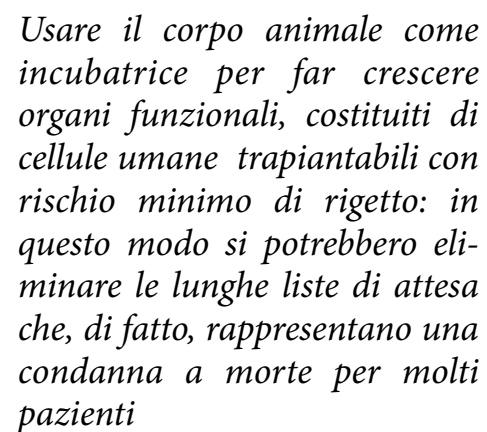 Usare il corpo animale come
incubatrice per far crescere
organi funzionali, costituiti di
cellule umane trapiantabili con
rischio minimo di rigetto: in
questo modo si potrebbero eli-
minare le lunghe liste di attesa
che, di fatto, rappresentano una
condanna a morte per molti
pazienti